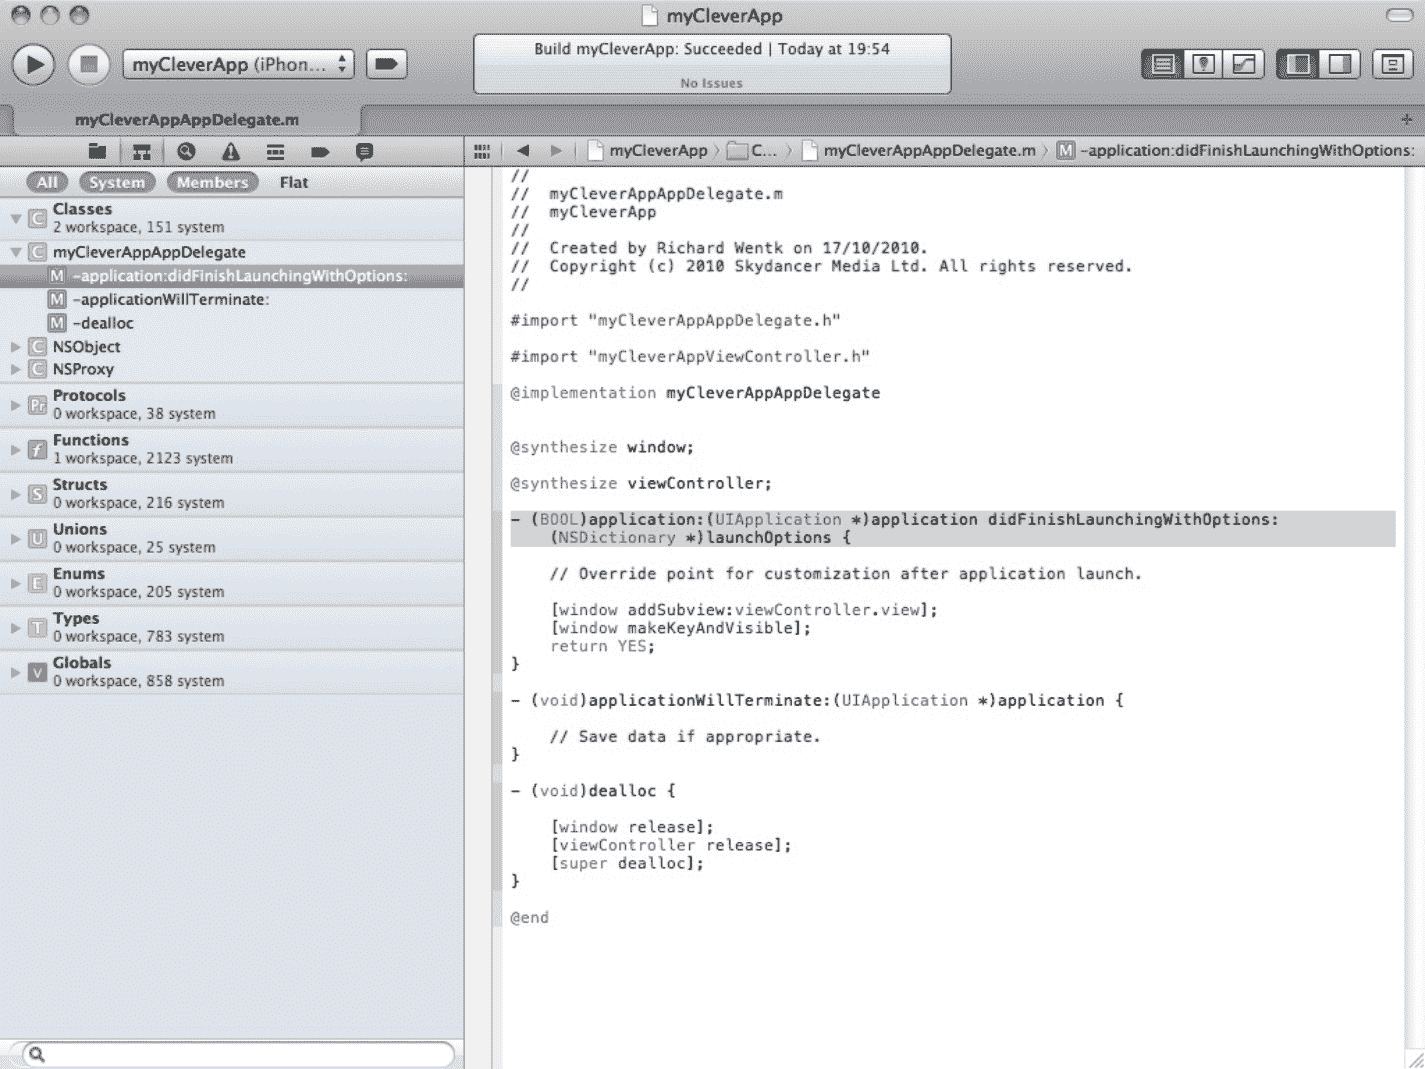 myCleverApp
myCleverApp (iPhon...
Build myCleverApp: Succeeded | Today at 19:54
No Issues
myCleverAppAppDelegate.m
myCleverApp
C...
myCleverAppAppDelegate.m
M -application:didFinishLaunchingWithOptions:
All System Members Flat
C Classes
2 workspace, 151 system
C myCleverAppAppDelegate
M -application:didFinishLaunchingWithOptions:
M -applicationWillTerminate:
M -dealloc
C NSObject
C NSProxy
Pr Protocols
0 workspace, 38 system
f Functions
1 workspace, 2123 system
S Structs
0 workspace, 216 system
U Unions
0 workspace, 25 system
E Enums
0 workspace, 205 system
T Types
0 workspace, 783 system
V Globals
0 workspace, 858 system
//
//  myCleverAppAppDelegate.m
//  myCleverApp
//
//  Created by Richard Wentk on 17/10/2010.
//  Copyright (c) 2010 Skydancer Media Ltd. All rights reserved.
//
#import "myCleverAppAppDelegate.h"
#import "myCleverAppViewController.h"
@implementation myCleverAppAppDelegate
@synthesize window;
@synthesize viewController;
- (BOOL)application:(UIApplication *)application didFinishLaunchingWithOptions:
(NSDictionary *)launchOptions {
// Override point for customization after application launch.
[window addSubview:viewController.view];
[window makeKeyAndVisible];
return YES;
}
- (void)applicationWillTerminate:(UIApplication *)application {
// Save data if appropriate.
}
- (void)dealloc {
[window release];
[viewController release];
[super dealloc];
}
@end